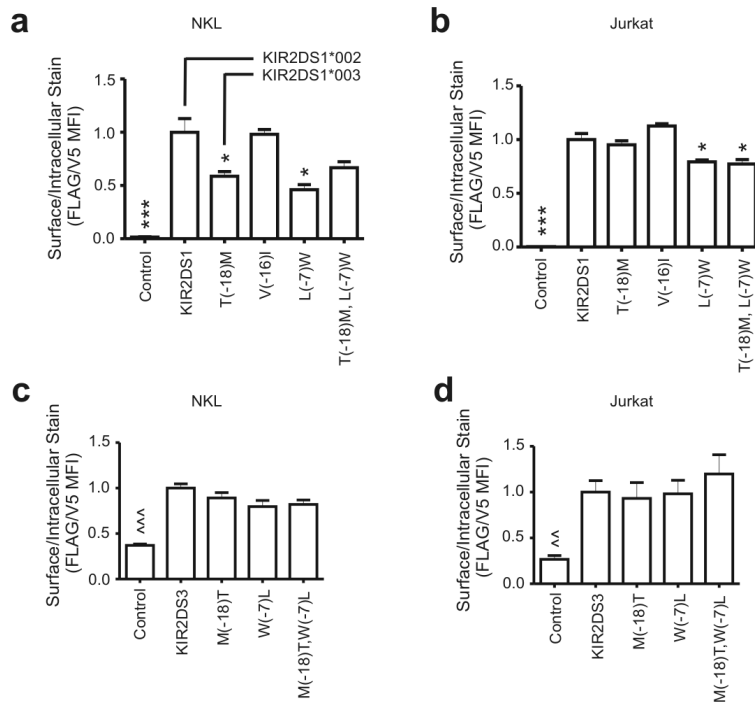 a
NKL
KIR2DS1*002
KIR2DS1*003
Surface/Intracellular Stain
(FLAG/V5 MFI)
1.5
1.0
0.5
0.0
***
*
*
Control
KIR2DS1
T(-18)M
V(-16)I
L(-7)W
T(-18)M, L(-7)W
b
Jurkat
Surface/Intracellular Stain
(FLAG/V5 MFI)
1.5
1.0
0.5
0.0
***
*
*
Control
KIR2DS1
T(-18)M
V(-16)I
L(-7)W
T(-18)M, L(-7)W
c
NKL
Surface/Intracellular Stain
(FLAG/V5 MFI)
1.5
1.0
0.5
0.0
^^^
Control
KIR2DS3
M(-18)T
W(-7)L
M(-18)T,W(-7)L
d
Jurkat
Surface/Intracellular Stain
(FLAG/V5 MFI)
1.5
1.0
0.5
0.0
^^
Control
KIR2DS3
M(-18)T
W(-7)L
M(-18)T,W(-7)L